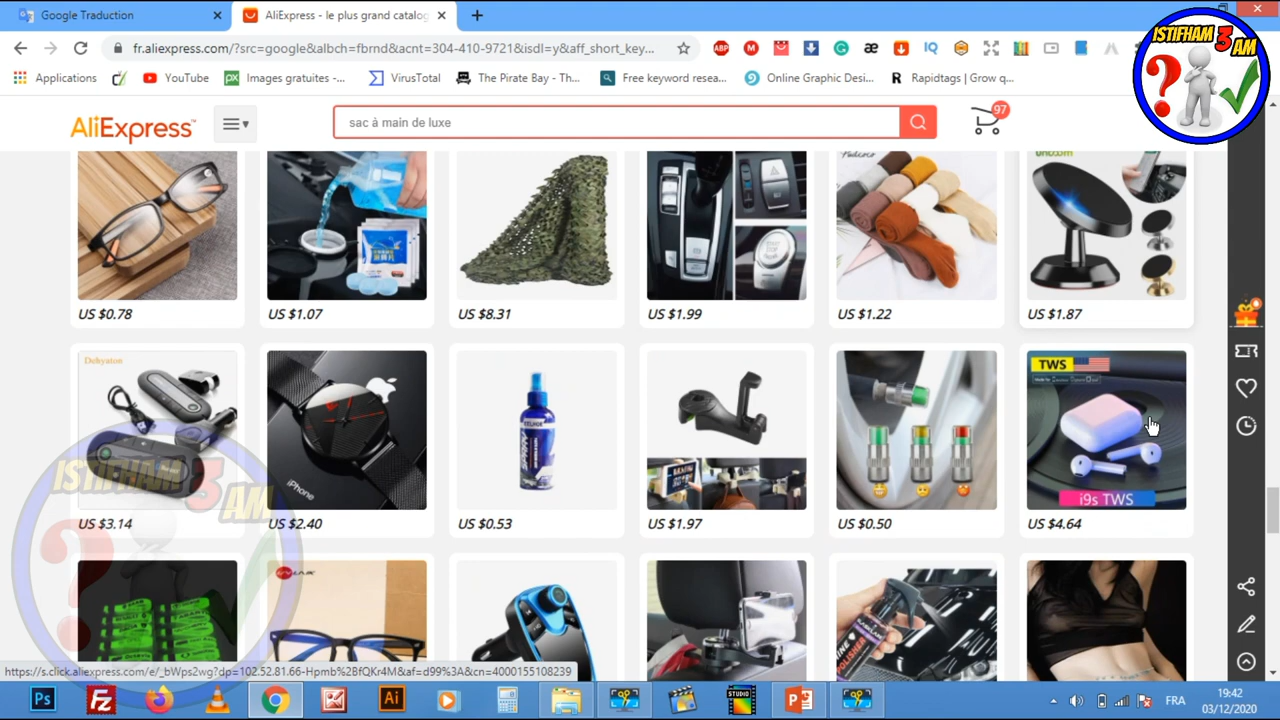 Google Traduction
AliExpress - le plus grand catalog
fr.aliexpress.com/?src=google&albch=fbrnd&acnt=304-410-9721&isdl=y&aff_short_key...
Applications
YouTube
Images gratuites -...
VirusTotal
The Pirate Bay - Th...
Free keyword resea...
Online Graphic Desi...
Rapidtags | Grow q...
ISTIFHAM 3 AM
AliExpress
sac à main de luxe
97
US $0.78
US $1.07
US $8.31
US $1.99
US $1.22
US $1.87
Debyaton
iPhone
TWS
i9s TWS
US $3.14
US $2.40
US $0.53
US $1.97
US $0.50
US $4.64
ISTIFHAM 3 AM
https://s.click.aliexpress.com/e/_bWps2wg?dp=102.52.81.66-Hpmb%2BfQKr4M&af=d99%3A&cn=4000155108239
FRA
19:42
03/12/2020